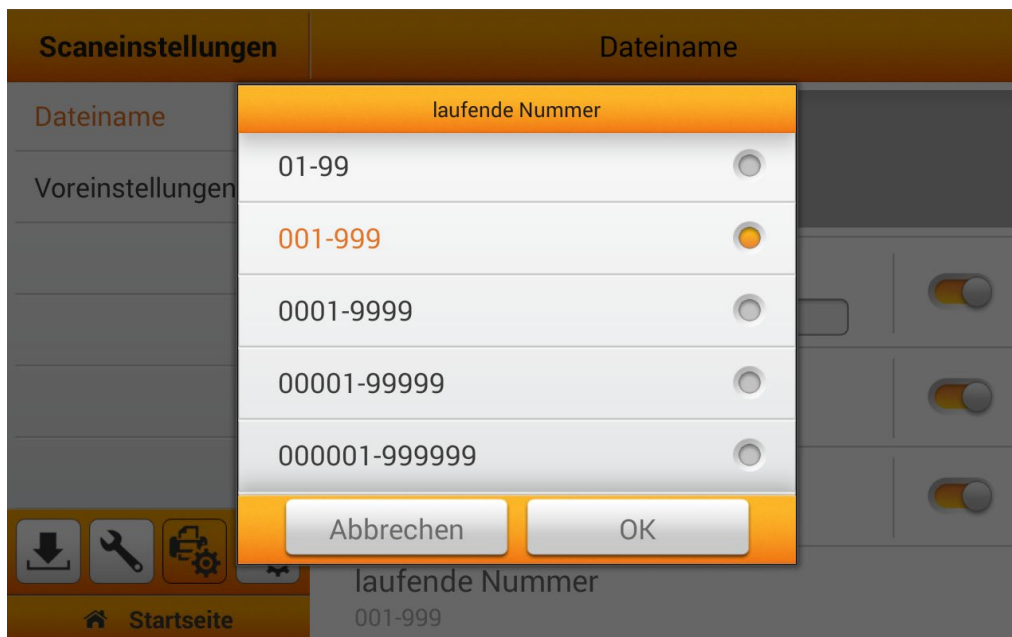 Scaneinstellungen
Dateiname
Dateiname
Voreinstellungen
laufende Nummer
01-99
001-999
0001-9999
00001-99999
000001-999999
Abbrechen
OK
laufende Nummer
001-999
Startseite